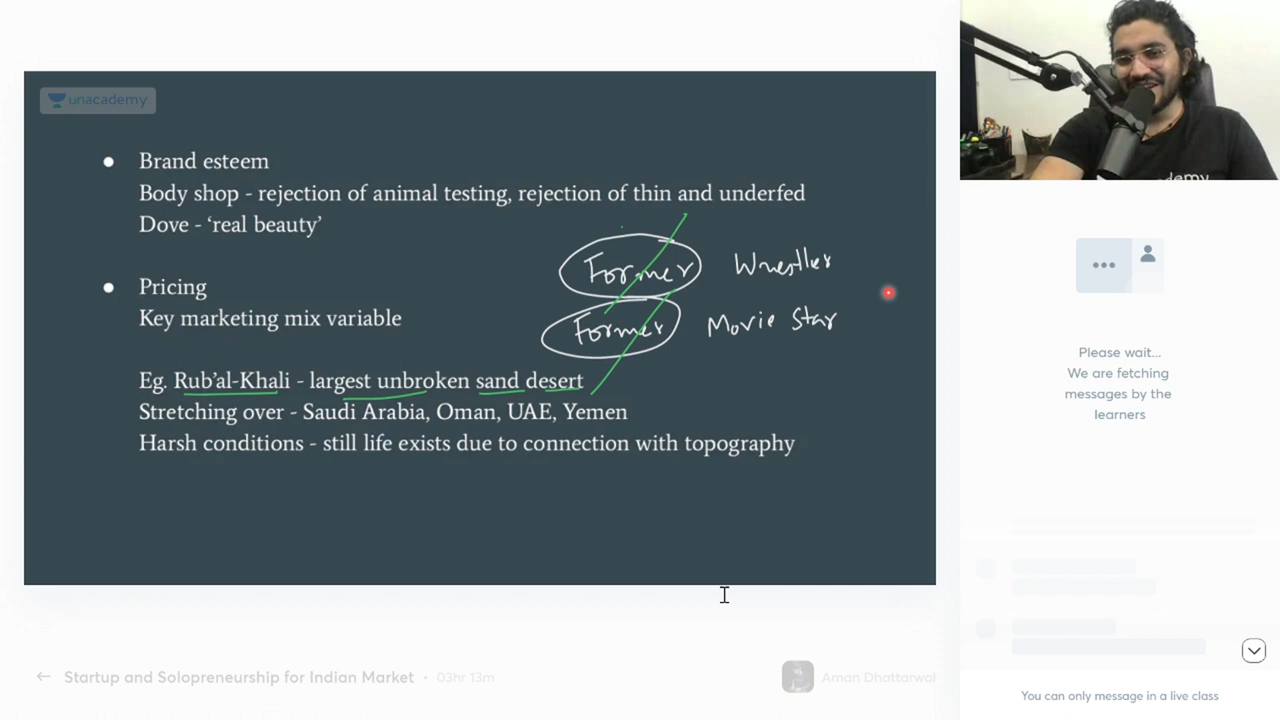 unacademy
Brand esteem
Body shop - rejection of animal testing, rejection of thin and underfed
Dove - ‘real beauty’
Former Wrestler
Pricing
Former Movie Star
Key marketing mix variable
Eg. Rub’al-Khali - largest unbroken sand desert
Stretching over - Saudi Arabia, Oman, UAE, Yemen
Harsh conditions - still life exists due to connection with topography
Please wait...
We are fetching
messages by the
learners
Startup and Solopreneurship for Indian Market • 03hr 13m
Aman Dhattarwal
You can only message in a live class